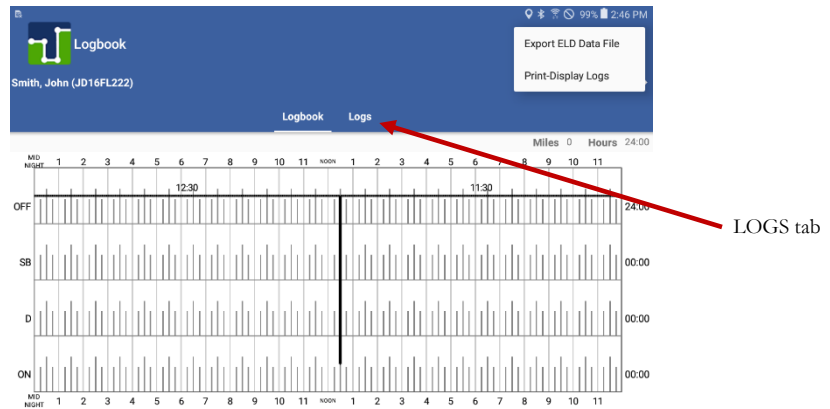 99% 2:46 PM
Logbook
Export ELD Data File
Smith, John (JD16FL222)
Print-Display Logs
Logbook Logs
Miles 0 Hours 24:00
MID NIGHT 1 2 3 4 5 6 7 8 9 10 11 NOON 1 2 3 4 5 6 7 8 9 10 11
12:30 11:30
OFF 24:00
LOGS tab
SB 00:00
D 00:00
ON 00:00
MID NIGHT 1 2 3 4 5 6 7 8 9 10 11 NOON 1 2 3 4 5 6 7 8 9 10 11